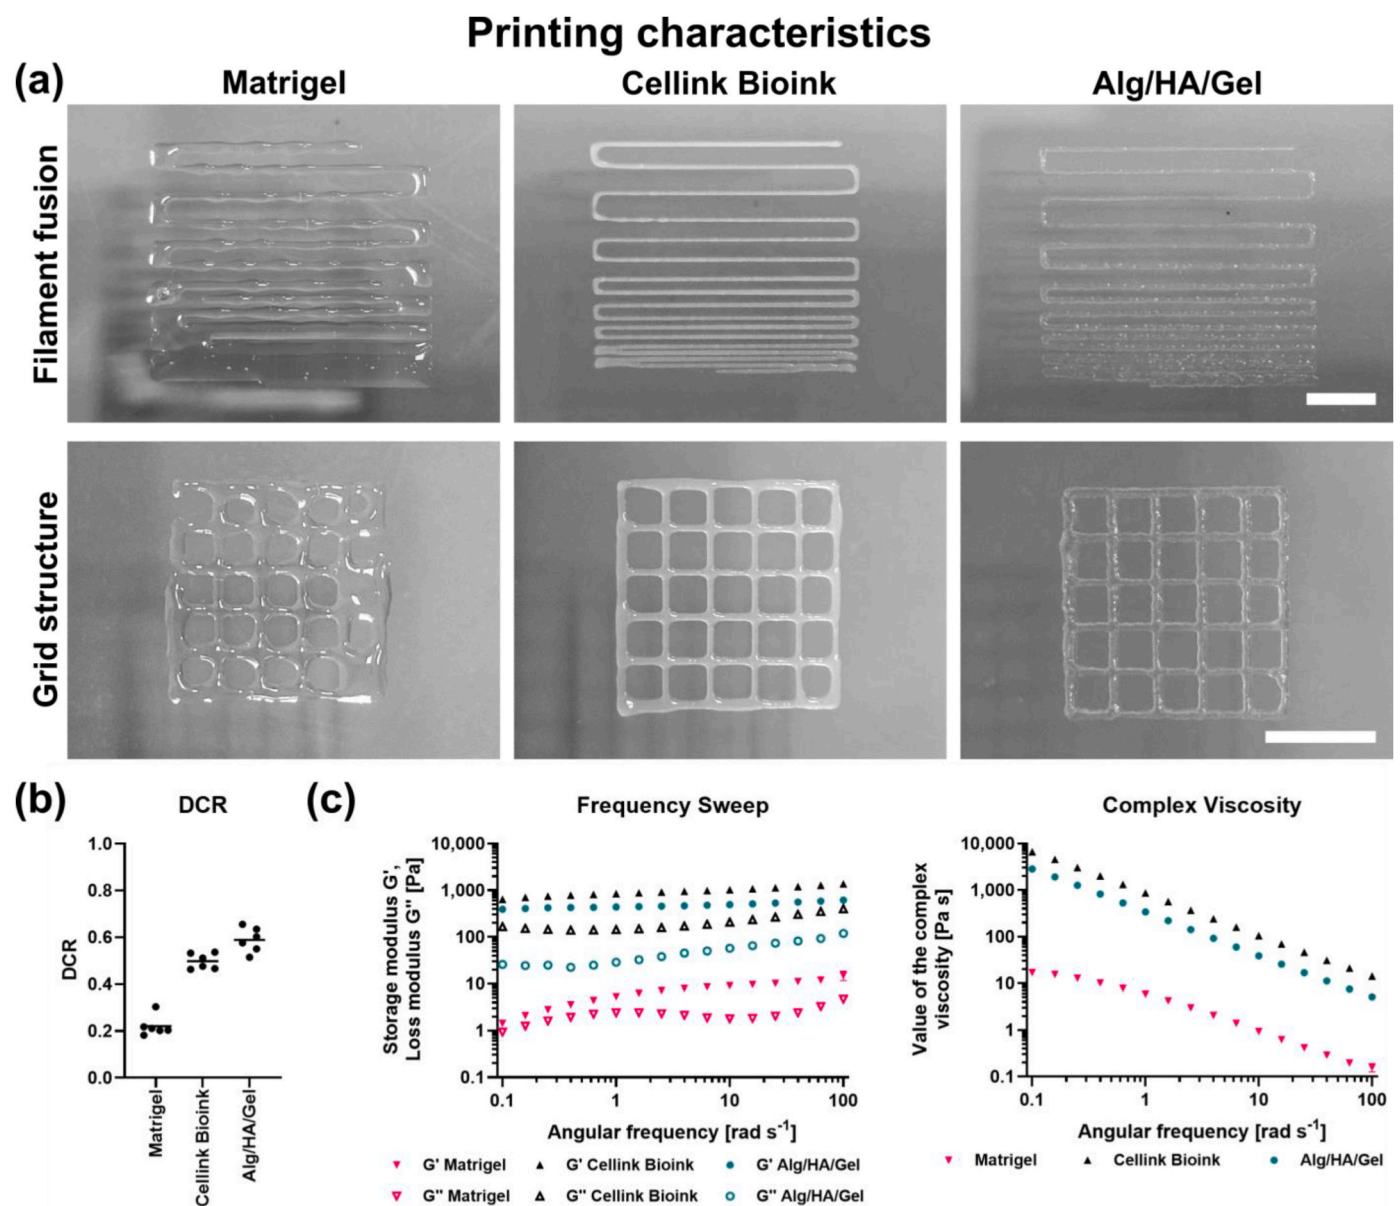 Printing characteristics
(a)
Matrigel
Cellink Bioink
Alg/HA/Gel
Filament fusion
Grid structure
(b)
DCR
DCR
1.0
0.8
0.6
0.4
0.2
0.0
Matrigel
Cellink Bioink
Alg/HA/Gel
(c)
Frequency Sweep
Storage modulus G',
Loss modulus G'' [Pa]
10,000
1,000
100
10
1
0.1
0.1
1
10
100
Angular frequency [rad s⁻¹]
G' Matrigel
G' Cellink Bioink
G' Alg/HA/Gel
G'' Matrigel
G'' Cellink Bioink
G'' Alg/HA/Gel
Complex Viscosity
Value of the complex
viscosity [Pa s]
10,000
1,000
100
10
1
0.1
0.1
1
10
100
Angular frequency [rad s⁻¹]
Matrigel
Cellink Bioink
Alg/HA/Gel